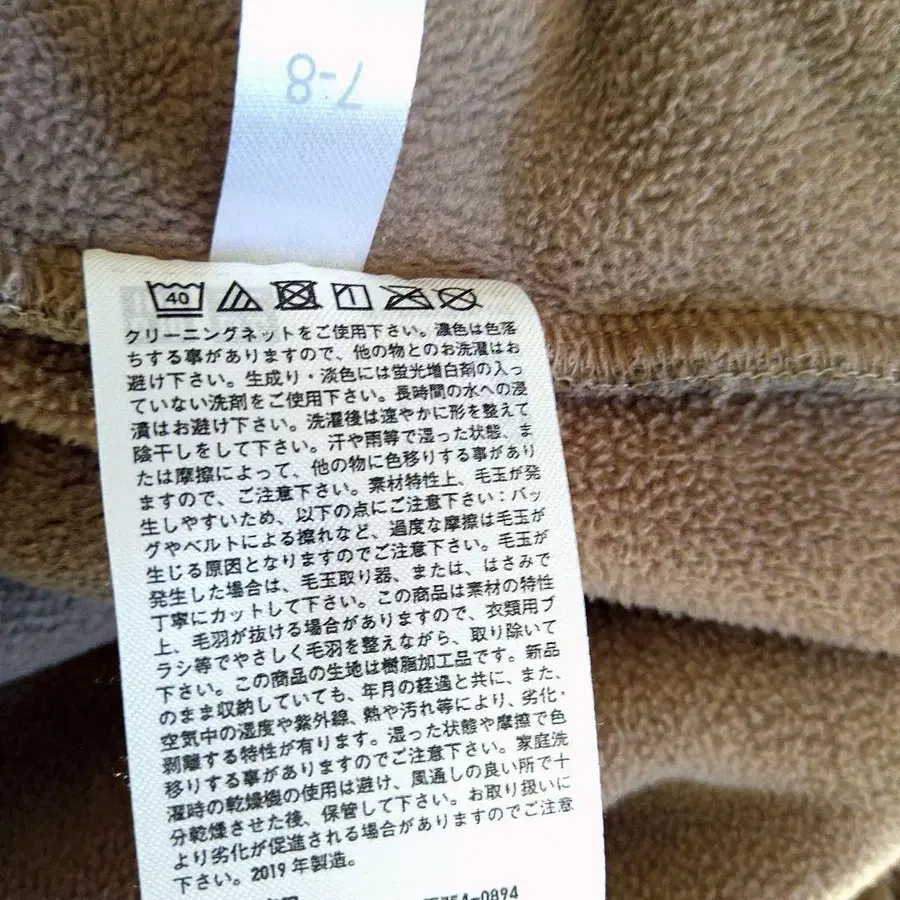 7-8
40
クリーニングネットをご使用下さい。濃色は色落
ちする事がありますので、他の物とのお洗濯はお
避け下さい。生成り・淡色には蛍光増白剤の入っ
ていない洗剤をご使用下さい。長時間の水への浸
漬はお避け下さい。洗濯後は速やかに形を整えて
陰干しをして下さい。汗や雨等で湿った状態、ま
たは摩擦によって、他の物に色移りする事があり
ますので、ご注意下さい。素材特性上、毛玉が発
生しやすいため、以下の点にご注意下さい：バッ
グやベルトによる擦れなど、過度な摩擦は毛玉が
生じる原因となりますのでご注意下さい。毛玉が
発生した場合は、毛玉取り器、または、はさみで
丁寧にカットして下さい。この商品は素材の特性
上、毛羽が抜ける場合がありますので、衣類用ブ
ラシ等でやさしく毛羽を整えながら、取り除いて
下さい。この商品の生地は樹脂加工品です。新品
のまま収納していても、年月の経過と共に、また、
空気中の湿度や紫外線、熱や汚れ等により、劣化・
剥離する特性が有ります。湿った状態や摩擦で色
移りする事がありますのでご注意下さい。家庭洗
濯時の乾燥機の使用は避け、風通しの良い所で十
分乾燥させた後、保管して下さい。お取り扱いに
より劣化が促進される場合がありますのでご注意
下さい。2019 年製造。
754-0894